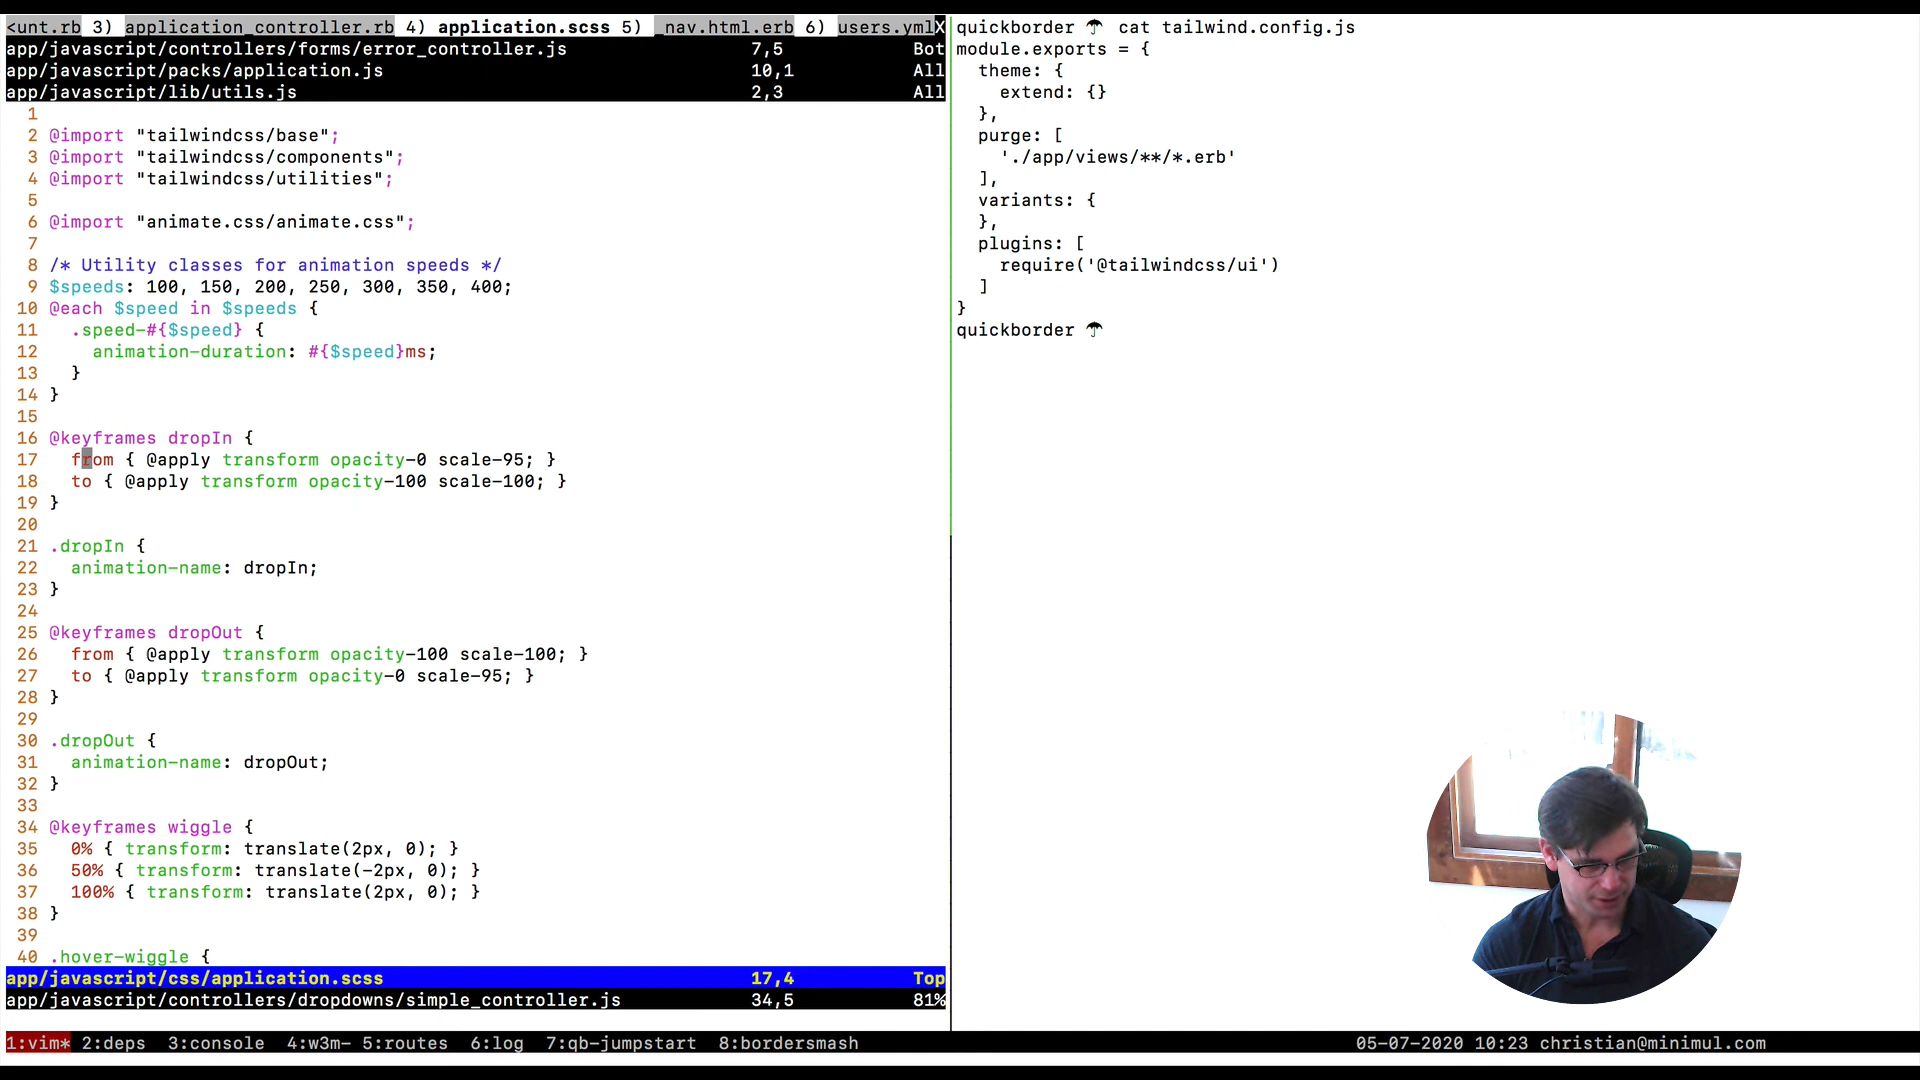 <unt.rb 3) application_controller.rb 4) application.scss 5) _nav.html.erb 6) users.ymlX
app/javascript/controllers/forms/error_controller.js 7,5 Bot
app/javascript/packs/application.js 10,1 All
app/javascript/lib/utils.js 2,3 All
1
2 @import "tailwindcss/base";
3 @import "tailwindcss/components";
4 @import "tailwindcss/utilities";
5
6 @import "animate.css/animate.css";
7
8 /* Utility classes for animation speeds */
9 $speeds: 100, 150, 200, 250, 300, 350, 400;
10 @each $speed in $speeds {
11   .speed-#{$speed} {
12     animation-duration: #{$speed}ms;
13   }
14 }
15
16 @keyframes dropIn {
17   from { @apply transform opacity-0 scale-95; }
18   to { @apply transform opacity-100 scale-100; }
19 }
20
21 .dropIn {
22   animation-name: dropIn;
23 }
24
25 @keyframes dropOut {
26   from { @apply transform opacity-100 scale-100; }
27   to { @apply transform opacity-0 scale-95; }
28 }
29
30 .dropOut {
31   animation-name: dropOut;
32 }
33
34 @keyframes wiggle {
35   0% { transform: translate(2px, 0); }
36   50% { transform: translate(-2px, 0); }
37   100% { transform: translate(2px, 0); }
38 }
39
40 .hover-wiggle {
app/javascript/css/application.scss 17,4 Top
app/javascript/controllers/dropdowns/simple_controller.js 34,5 81%
quickborder ☂ cat tailwind.config.js
module.exports = {
  theme: {
    extend: {}
  },
  purge: [
    './app/views/**/*.erb'
  ],
  variants: {
  },
  plugins: [
    require('@tailwindcss/ui')
  ]
}
quickborder ☂
1:vim* 2:deps 3:console 4:w3m- 5:routes 6:log 7:qb-jumpstart 8:bordersmash 05-07-2020 10:23 christian@minimul.com